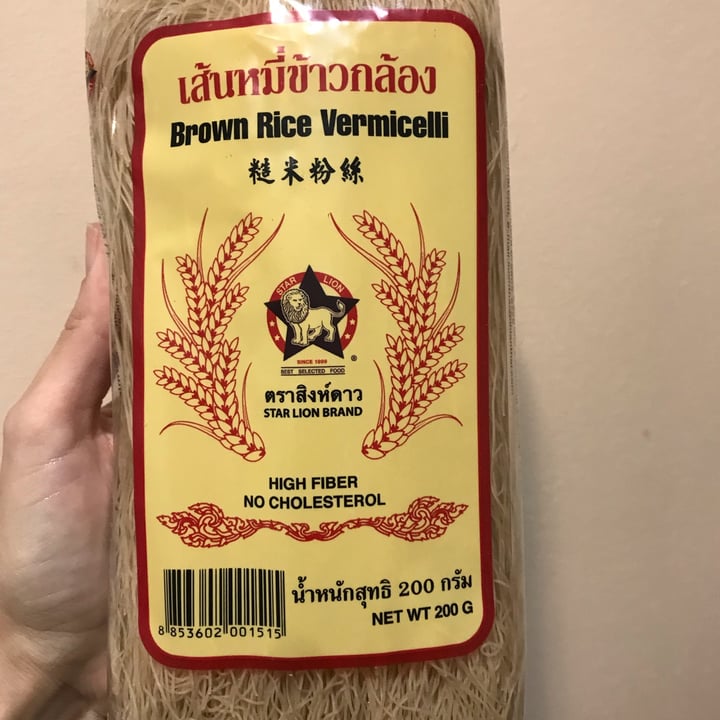 เส้นหมี่ข้าวกล้อง
Brown Rice Vermicelli
糙米粉絲
STAR LION
SINCE 1989
BEST SELECTED FOOD
®
ตราสิงห์ดาว
STAR LION BRAND
HIGH FIBER
NO CHOLESTEROL
น้ำหนักสุทธิ 200 กรัม
NET WT 200 G
8 853602 001515